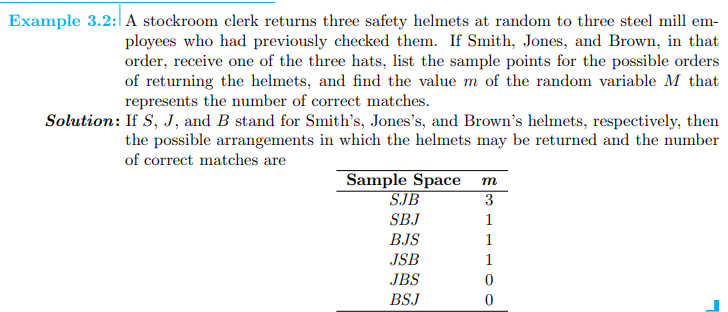 Example 3.2: A stockroom clerk returns three safety helmets at random to three steel mill em-
ployees who had previously checked them. If Smith, Jones, and Brown, in that
order, receive one of the three hats, list the sample points for the possible orders
of returning the helmets, and find the value m of the random variable M that
represents the number of correct matches.
Solution: If S, J, and B stand for Smith's, Jones's, and Brown's helmets, respectively, then
the possible arrangements in which the helmets may be returned and the number
of correct matches are
Sample Space m
SJB 3
SBJ 1
BJS 1
JSB 1
JBS 0
BSJ 0